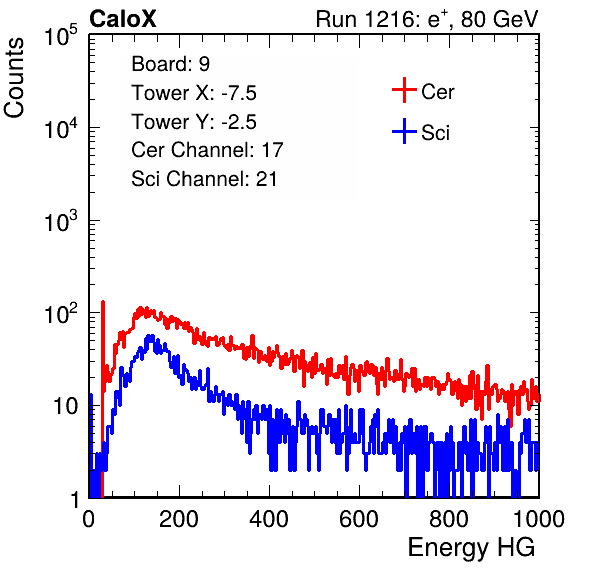 CaloX Run 1216: e+, 80 GeV
Counts
Board: 9
Tower X: -7.5
Tower Y: -2.5
Cer Channel: 17
Sci Channel: 21
Cer
Sci
10^5
10^4
10^3
10^2
10
1
0 200 400 600 800 1000
Energy HG